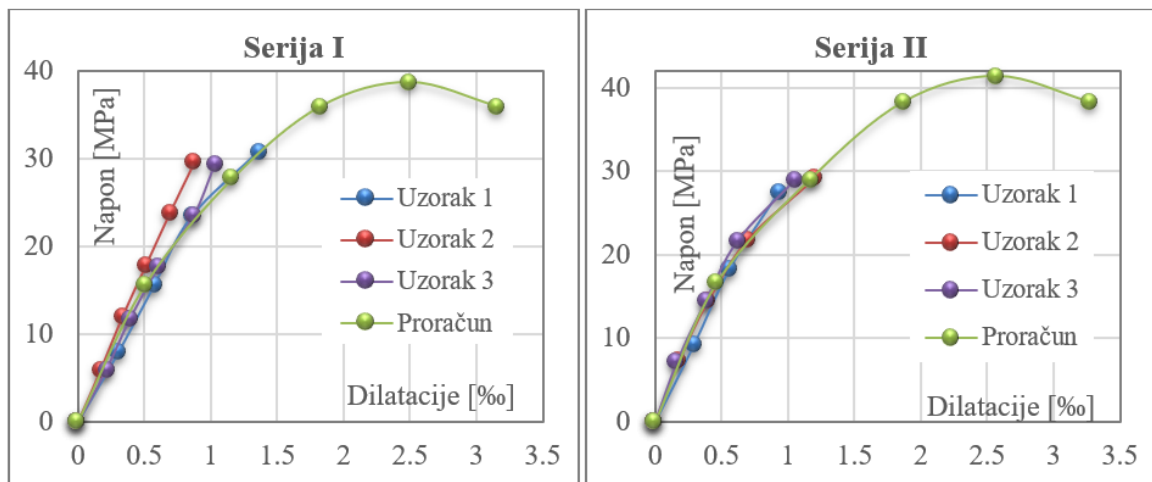 Serija I
40
30
20
10
0
Napon [MPa]
Uzorak 1
Uzorak 2
Uzorak 3
Proračun
Dilatacije [‰]
0 0.5 1 1.5 2 2.5 3 3.5
Serija II
40
30
20
10
0
Napon [MPa]
Uzorak 1
Uzorak 2
Uzorak 3
Proračun
Dilatacije [‰]
0 0.5 1 1.5 2 2.5 3 3.5